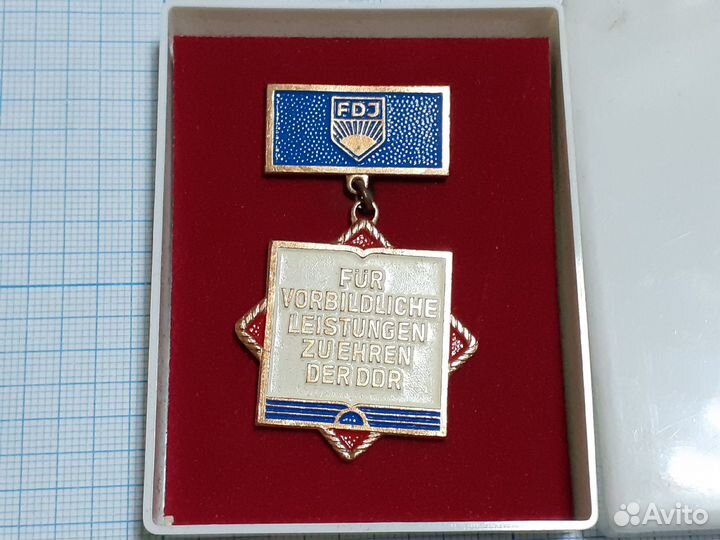 FDJ
FÜR
VORBILDLICHE
LEISTUNGEN
ZU EHREN
DER DDR
Avito